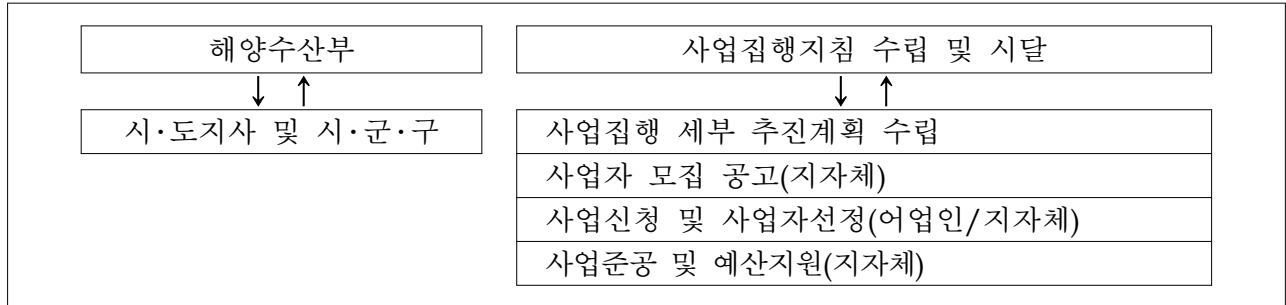 해양수산부
사업집행지침 수립 및 시달
↓ ↑
↓ ↑
시·도지사 및 시·군·구
사업집행 세부 추진계획 수립
사업자 모집 공고(지자체)
사업신청 및 사업자선정(어업인/지자체)
사업준공 및 예산지원(지자체)